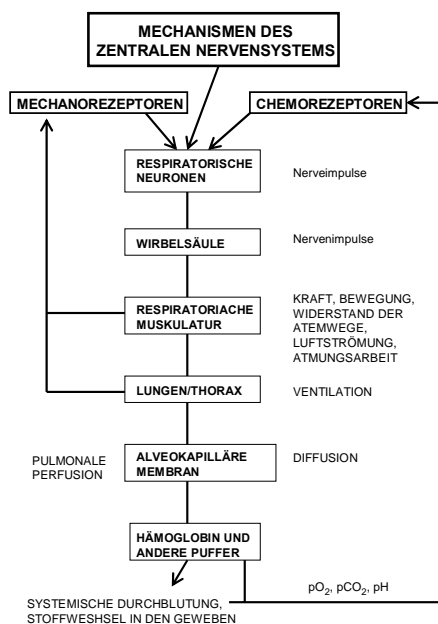 MECHANISMEN DES
ZENTRALEN NERVENSYSTEMS
MECHANOREZEPTOREN
CHEMOREZEPTOREN
RESPIRATORISCHE
NEURONEN
Nerveimpulse
WIRBELSÄULE
Nervenimpulse
RESPIRATORIACHE
MUSKULATUR
KRAFT, BEWEGUNG,
WIDERSTAND DER
ATEMWEGE,
LUFTSTRÖMUNG,
ATMUNGSARBEIT
LUNGEN/THORAX
VENTILATION
PULMONALE
PERFUSION
ALVEOKAPILLÄRE
MEMBRAN
DIFFUSION
HÄMOGLOBIN UND
ANDERE PUFFER
pO₂, pCO₂, pH
SYSTEMISCHE DURCHBLUTUNG,
STOFFWESHSEL IN DEN GEWEBEN